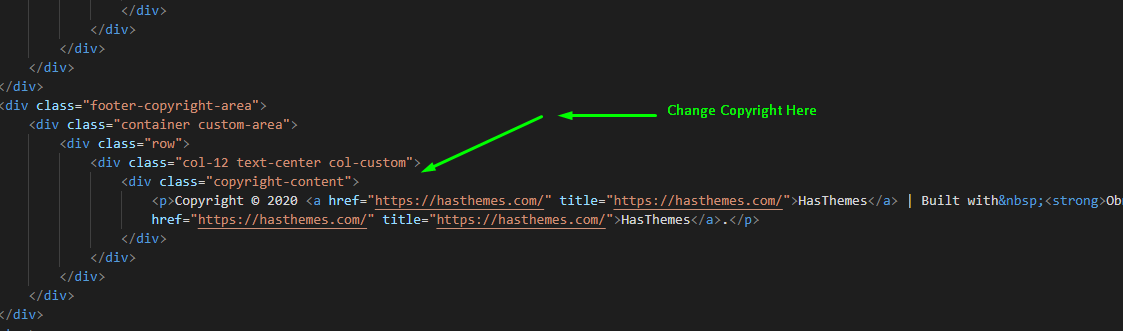 </div>
</div>
</div>
</div>
</div>
<div class="footer-copyright-area">
Change Copyright Here
<div class="container custom-area">
<div class="row">
<div class="col-12 text-center col-custom">
<div class="copyright-content">
<p>Copyright © 2020 <a href="https://hasthemes.com/" title="https://hasthemes.com/">HasThemes</a> | Built with&nbsp;<strong>Ob
href="https://hasthemes.com/" title="https://hasthemes.com/">HasThemes</a>.</p>
</div>
</div>
</div>
</div>
</div>